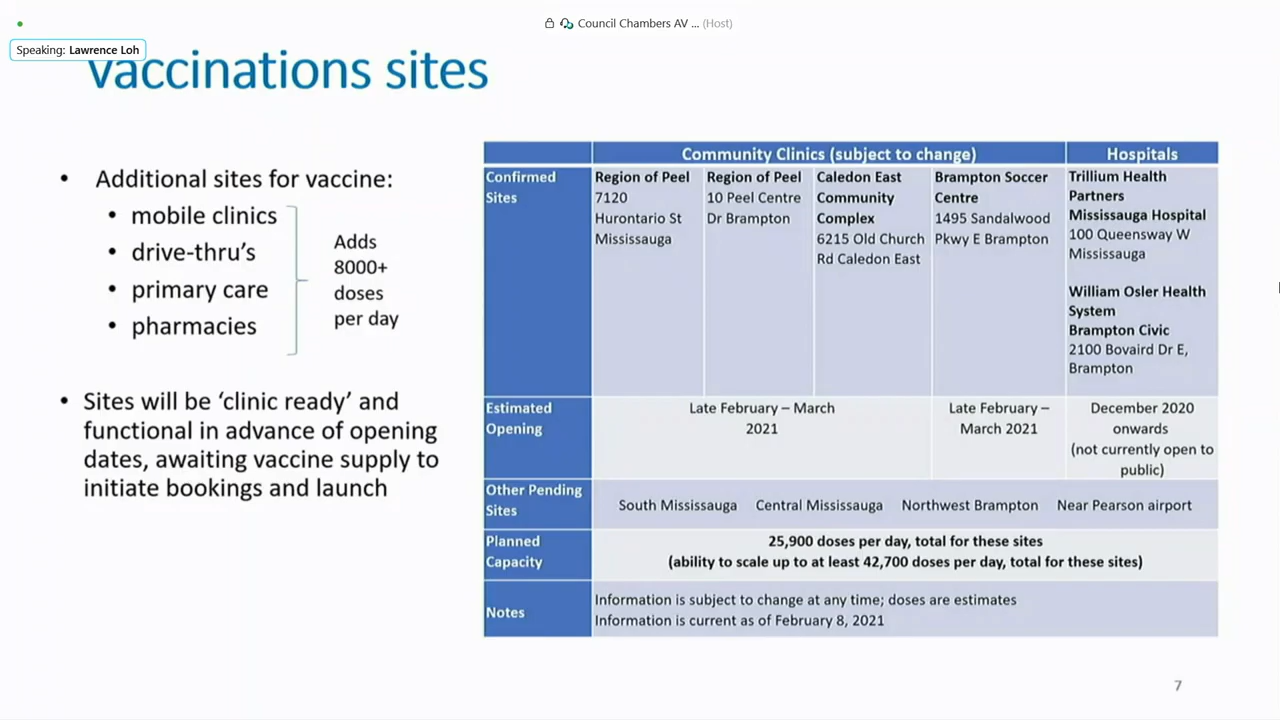 Council Chambers AV ... (Host)
Speaking: Lawrence Loh
Vaccinations sites
• Additional sites for vaccine:
• mobile clinics
• drive-thru's
• primary care
• pharmacies
Adds
8000+
doses
per day
• Sites will be 'clinic ready' and
functional in advance of opening
dates, awaiting vaccine supply to
initiate bookings and launch
Community Clinics (subject to change)
Hospitals
Confirmed
Sites
Region of Peel
7120
Hurontario St
Mississauga
Region of Peel
10 Peel Centre
Dr Brampton
Caledon East
Community
Complex
6215 Old Church
Rd Caledon East
Brampton Soccer
Centre
1495 Sandalwood
Pkwy E Brampton
Trillium Health
Partners
Mississauga Hospital
100 Queensway W
Mississauga
William Osler Health
System
Brampton Civic
2100 Bovaird Dr E,
Brampton
Estimated
Opening
Late February – March
2021
Late February –
March 2021
December 2020
onwards
(not currently open to
public)
Other Pending
Sites
South Mississauga Central Mississauga Northwest Brampton Near Pearson airport
Planned
Capacity
25,900 doses per day, total for these sites
(ability to scale up to at least 42,700 doses per day, total for these sites)
Notes
Information is subject to change at any time; doses are estimates
Information is current as of February 8, 2021
7